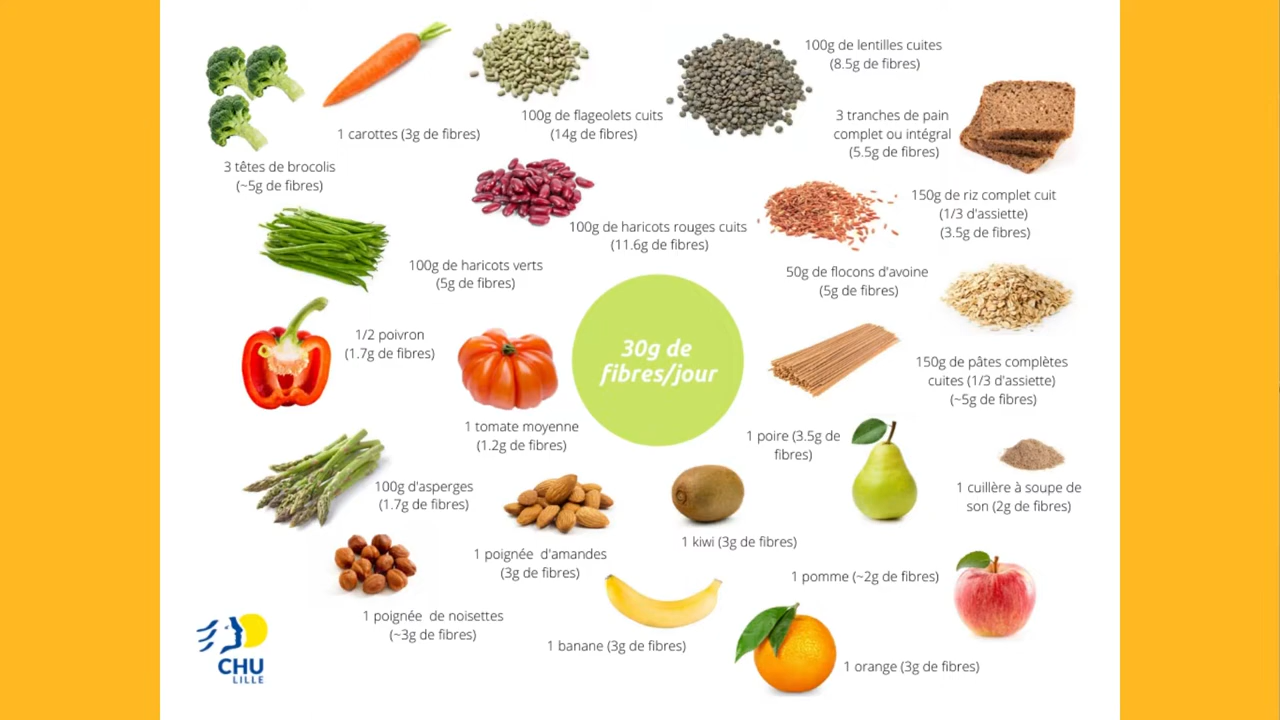 100g de lentilles cuites
(8.5g de fibres)
1 carottes (3g de fibres)
100g de flageolets cuits
(14g de fibres)
3 tranches de pain
complet ou intégral
(5.5g de fibres)
3 têtes de brocolis
(~5g de fibres)
100g de haricots rouges cuits
(11.6g de fibres)
150g de riz complet cuit
(1/3 d'assiette)
(3.5g de fibres)
100g de haricots verts
(5g de fibres)
50g de flocons d'avoine
(5g de fibres)
1/2 poivron
(1.7g de fibres)
30g de
fibres/jour
150g de pâtes complètes
cuites (1/3 d'assiette)
(~5g de fibres)
1 tomate moyenne
(1.2g de fibres)
1 poire (3.5g de
fibres)
100g d'asperges
(1.7g de fibres)
1 cuillère à soupe de
son (2g de fibres)
1 poignée d'amandes
(3g de fibres)
1 kiwi (3g de fibres)
1 pomme (~2g de fibres)
1 poignée de noisettes
(~3g de fibres)
1 banane (3g de fibres)
1 orange (3g de fibres)
CHU
LILLE